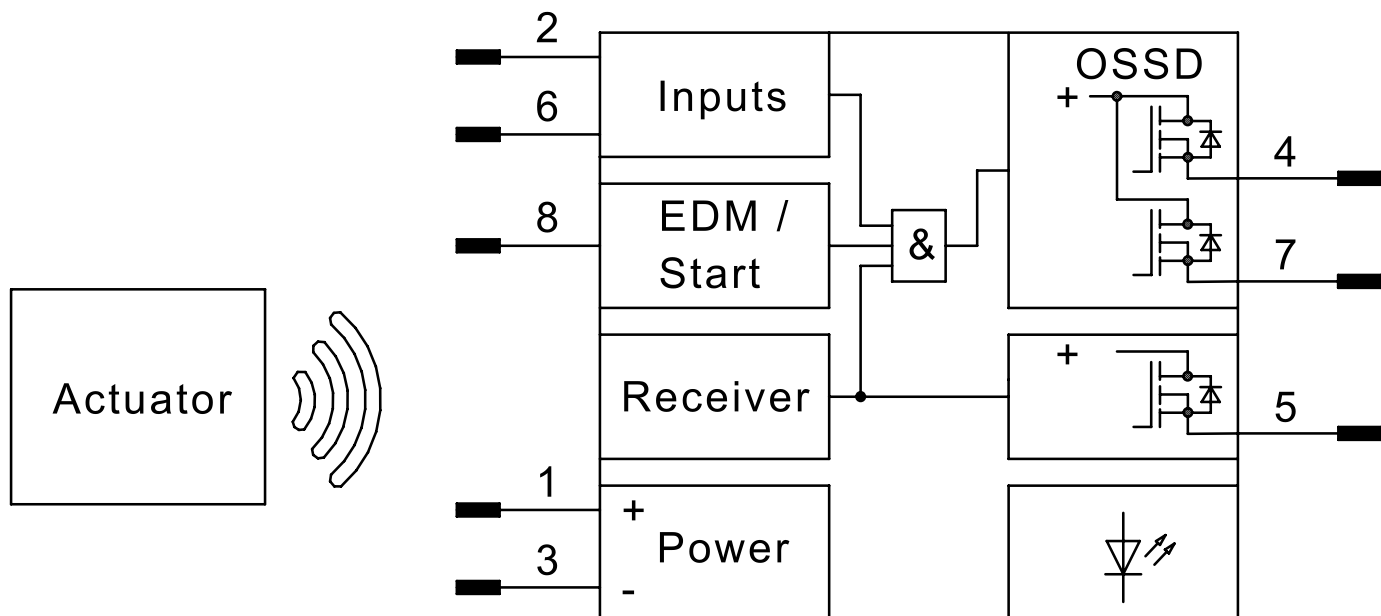 2
Inputs
6
8
EDM /
Start
&
OSSD
+
4
7
Actuator
Receiver
+
5
1
+
Power
3
-